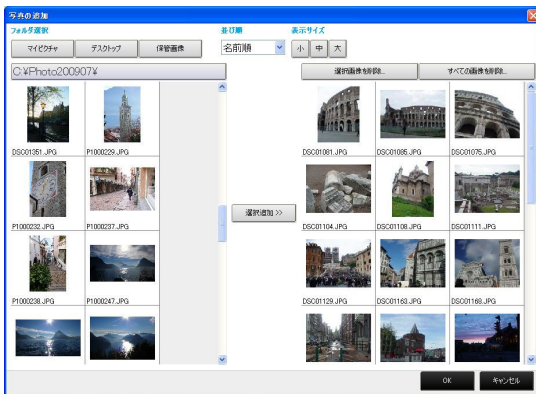 写真の追加
フォルダ選択
並び順
表示サイズ
マイピクチャ
デスクトップ
保管画像
名前順
小
中
大
C:¥Photo200907¥
選択画像を削除...
すべての画像を削除...
DSC01351.JPG
P1000229.JPG
DSC01081.JPG
DSC01085.JPG
DSC01075.JPG
P1000232.JPG
P1000237.JPG
選択追加 >>
DSC01104.JPG
DSC01108.JPG
DSC01111.JPG
P1000238.JPG
P1000247.JPG
DSC01129.JPG
DSC01163.JPG
DSC01168.JPG
OK
キャンセル